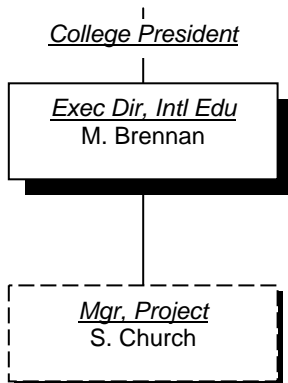 College President
Exec Dir, Intl Edu
M. Brennan
Mgr, Project
S. Church